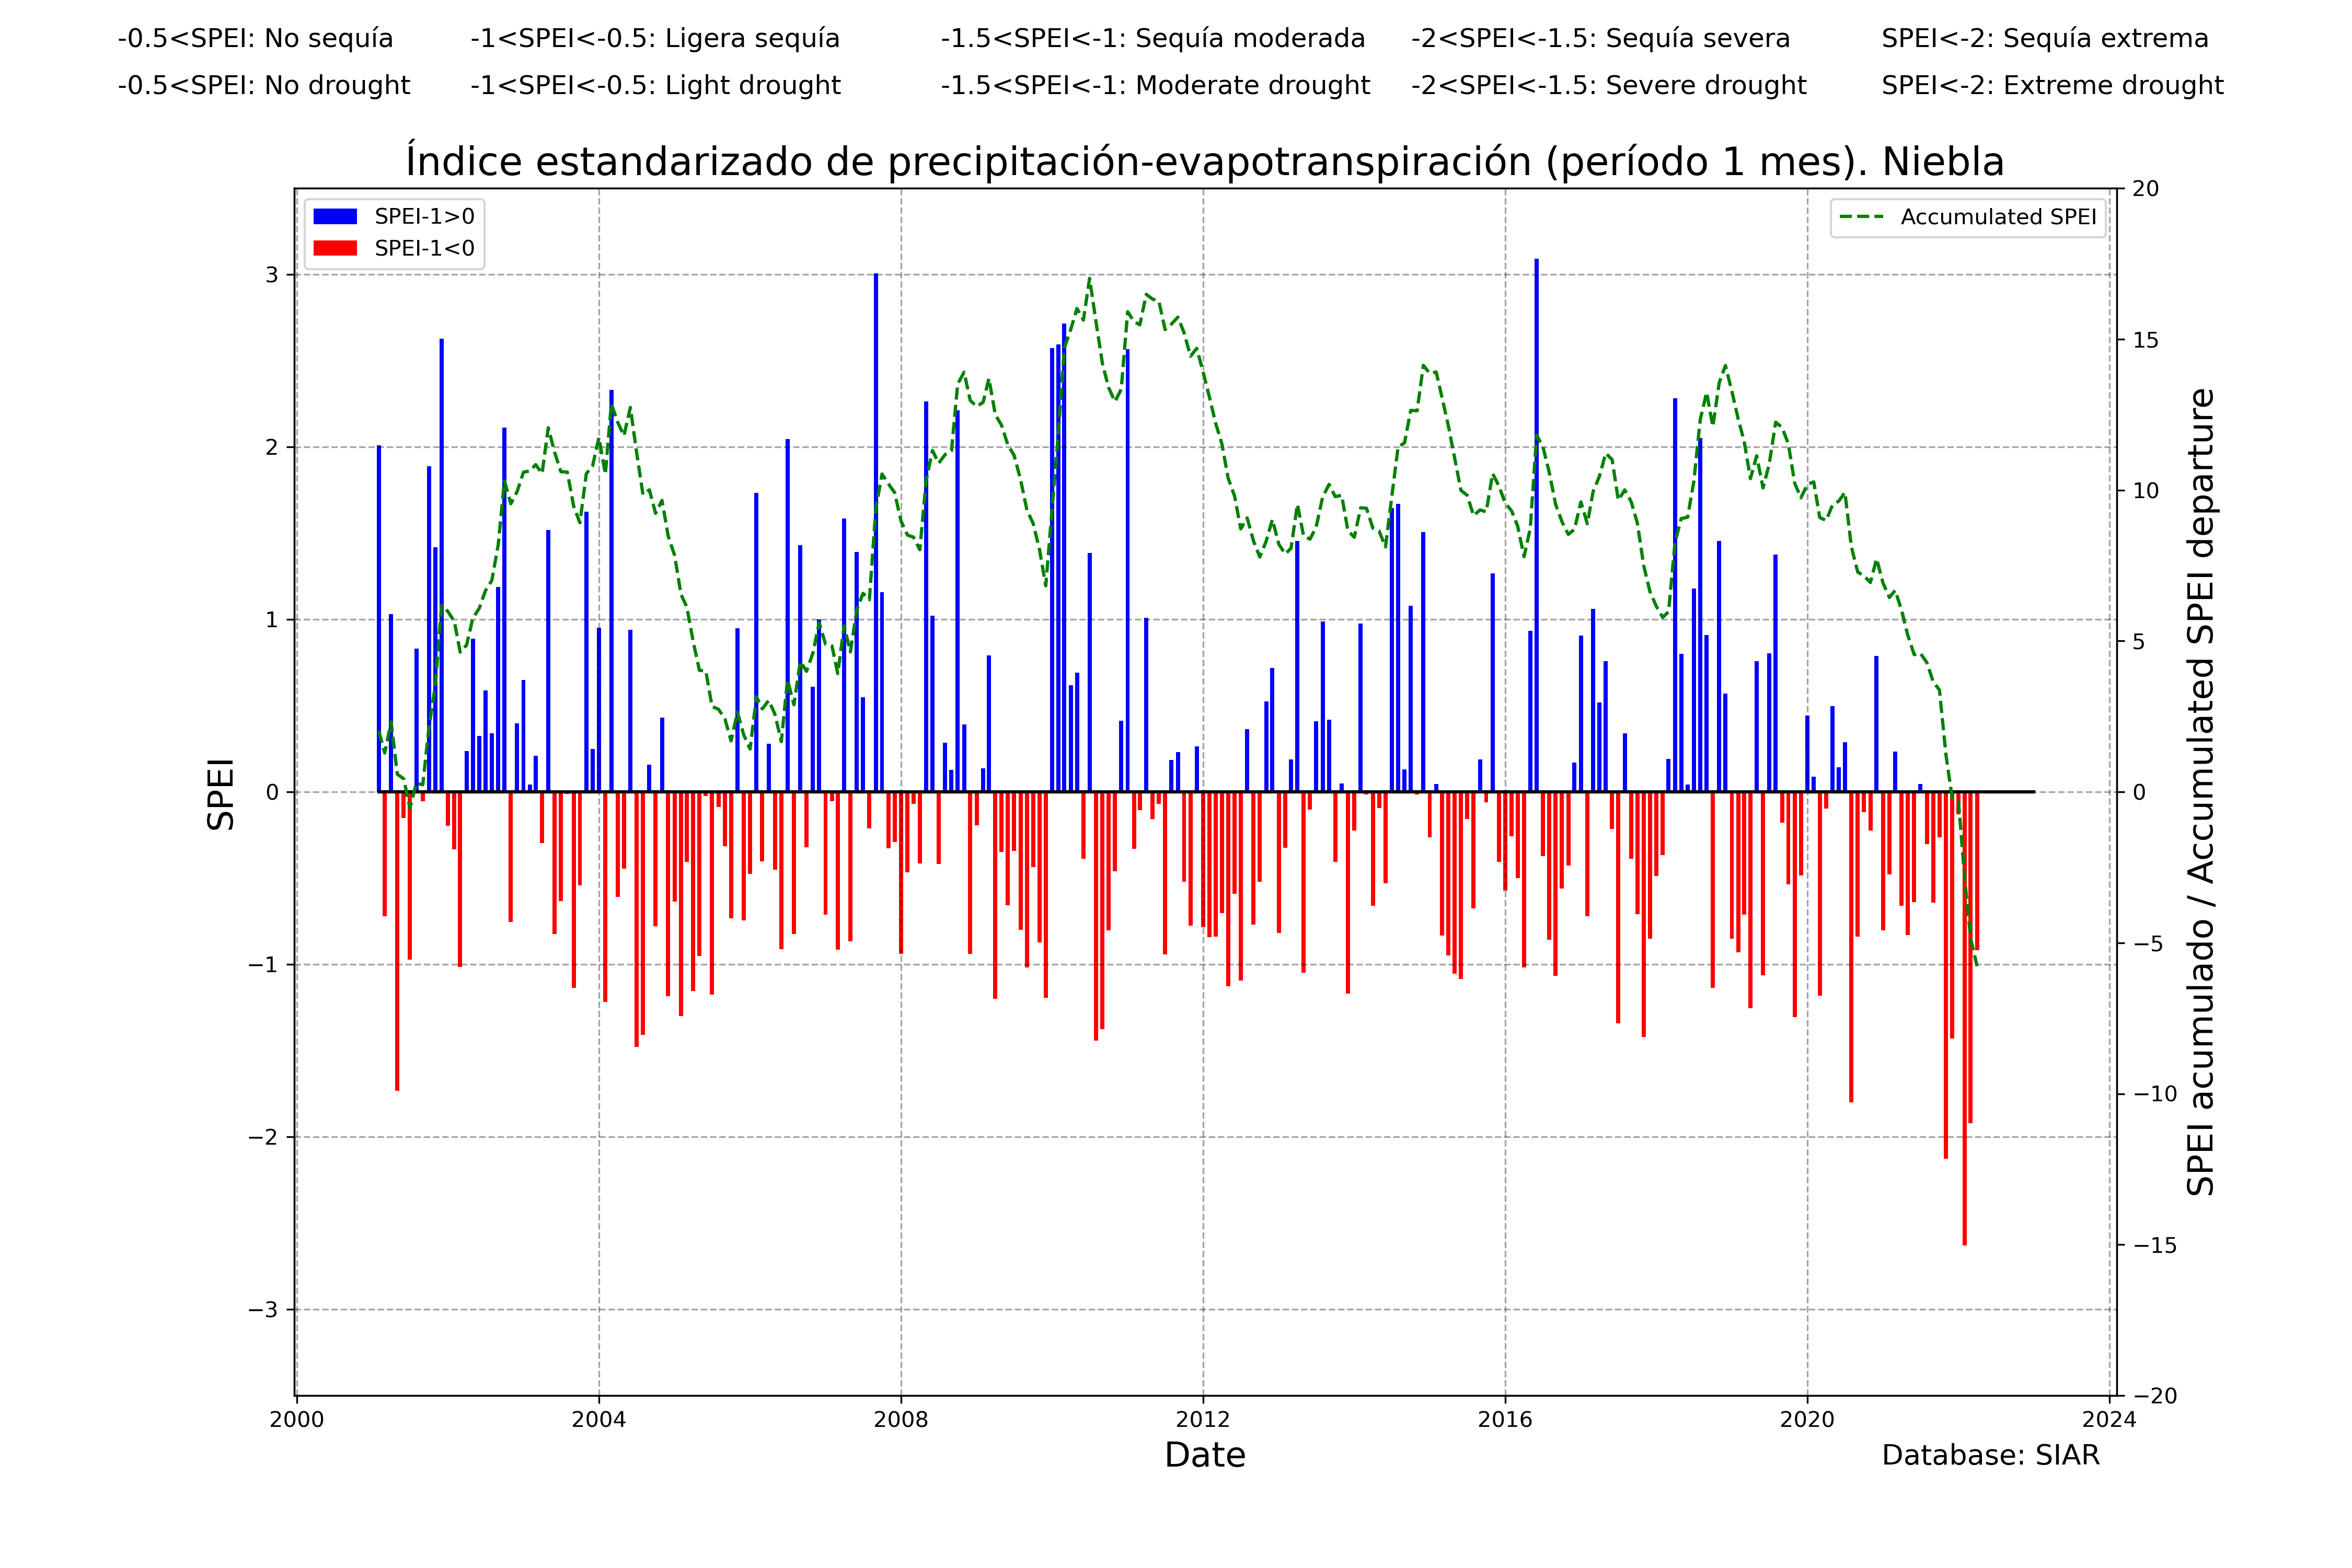 -0.5<SPEI: No sequía -1<SPEI<-0.5: Ligera sequía -1.5<SPEI<-1: Sequía moderada -2<SPEI<-1.5: Sequía severa SPEI<-2: Sequía extrema
-0.5<SPEI: No drought -1<SPEI<-0.5: Light drought -1.5<SPEI<-1: Moderate drought -2<SPEI<-1.5: Severe drought SPEI<-2: Extreme drought
Índice estandarizado de precipitación-evapotranspiración (período 1 mes). Niebla
SPEI-1>0
SPEI-1<0
Accumulated SPEI
SPEI
3
2
1
0
−1
−2
−3
20
15
10
5
0
−5
−10
−15
−20
SPEI acumulado / Accumulated SPEI departure
2000 2004 2008 2012 2016 2020 2024
Date
Database: SIAR